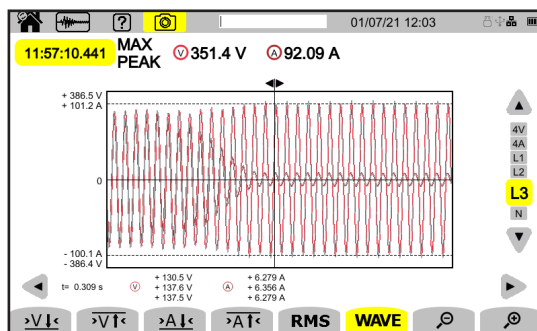 ?
01/07/21 12:03
11:57:10.441 MAX PEAK V 351.4 V A 92.09 A
+ 386.5 V
+ 101.2 A
0
- 100.1 A
- 386.4 V
4V
4A
L1
L2
L3
N
t= 0.309 s
V
+ 130.5 V
+ 137.6 V
+ 137.5 V
A
+ 6.279 A
+ 6.356 A
+ 6.279 A
>V↓< >V↑< >A↓< >A↑< RMS WAVE